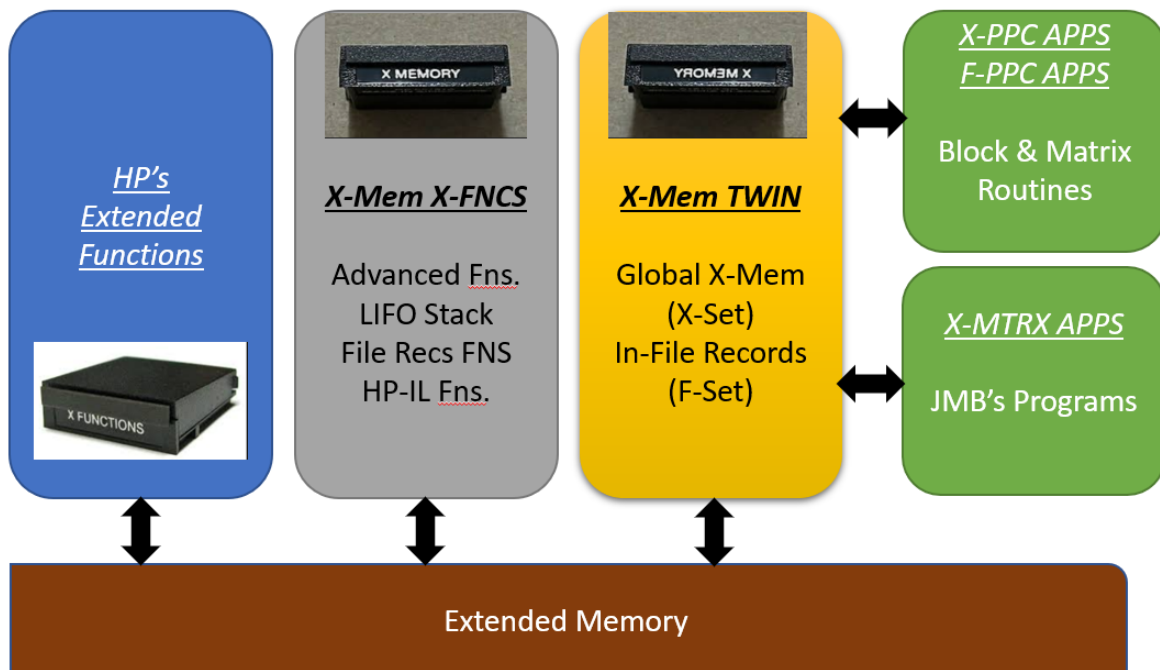 HP's
Extended
Functions
X FUNCTIONS
X MEMORY
X-Mem X-FNCS
Advanced Fns.
LIFO Stack
File Recs FNS
HP-IL Fns.
X MEMORY
X-Mem TWIN
Global X-Mem
(X-Set)
In-File Records
(F-Set)
X-PPC APPS
F-PPC APPS
Block & Matrix
Routines
X-MTRX APPS
JMB's Programs
Extended Memory